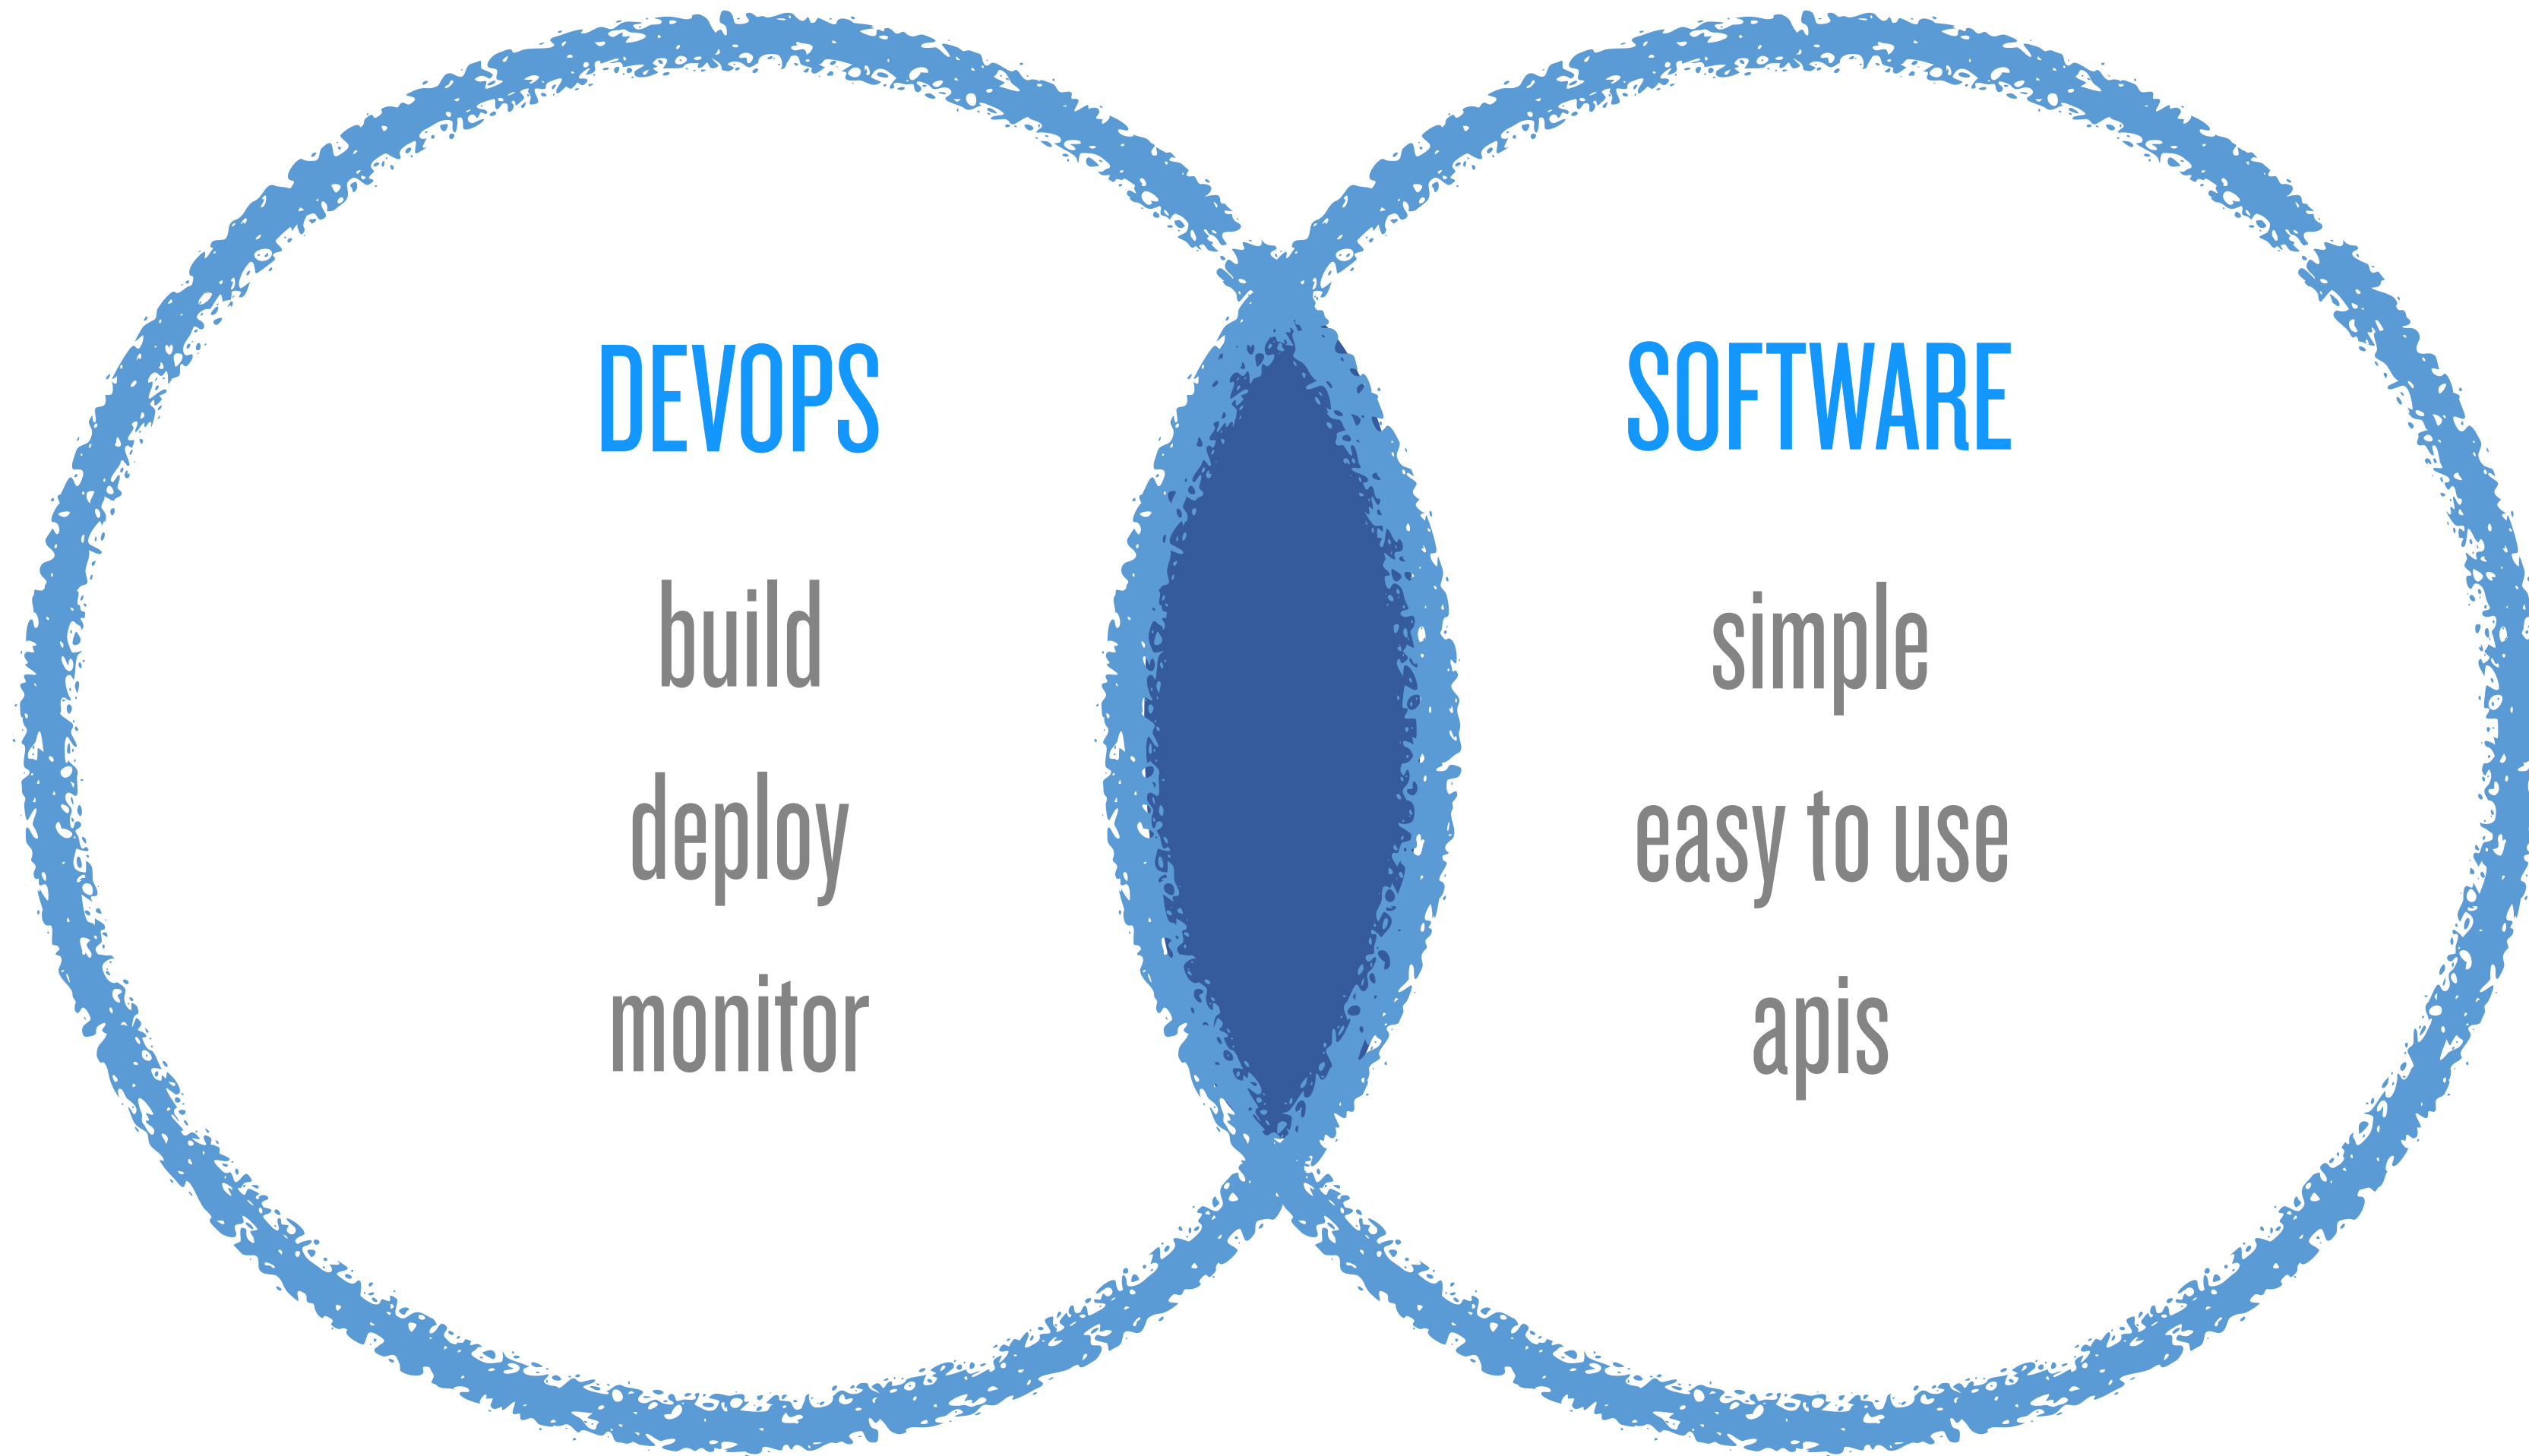 DEVOPS
build
deploy
monitor
SOFTWARE
simple
easy to use
apis